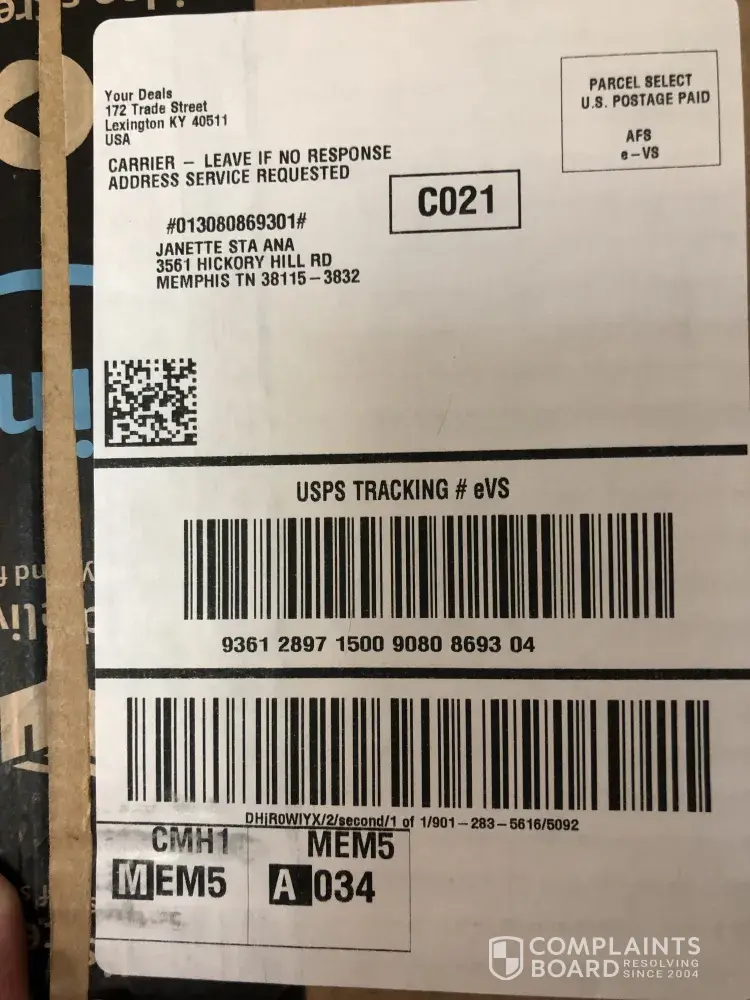 Your Deals
172 Trade Street
Lexington KY 40511
USA
CARRIER – LEAVE IF NO RESPONSE
ADDRESS SERVICE REQUESTED
PARCEL SELECT
U.S. POSTAGE PAID
AFS
e–VS
C021
#013080869301#
JANETTE STA ANA
3561 HICKORY HILL RD
MEMPHIS TN 38115–3832
USPS TRACKING # eVS
9361 2897 1500 9080 8693 04
DHjR0WIYX/2/second/1 of 1/901–283–5616/5092
CMH1 MEM5
MEM5 A 034
COMPLAINTS
BOARD RESOLVING
SINCE 2004